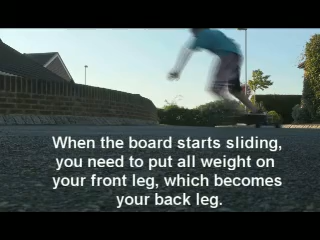 When the board starts sliding,
you need to put all weight on
your front leg, which becomes
your back leg.